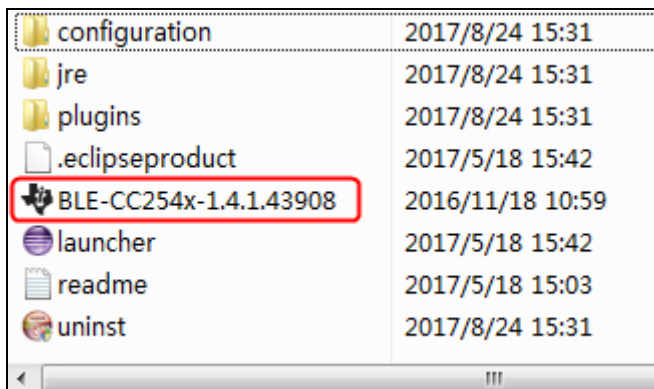 configuration 2017/8/24 15:31
jre 2017/8/24 15:31
plugins 2017/8/24 15:31
.eclipseproduct 2017/5/18 15:42
BLE-CC254x-1.4.1.43908 2016/11/18 10:59
launcher 2017/5/18 15:42
readme 2017/5/18 15:03
uninst 2017/8/24 15:31